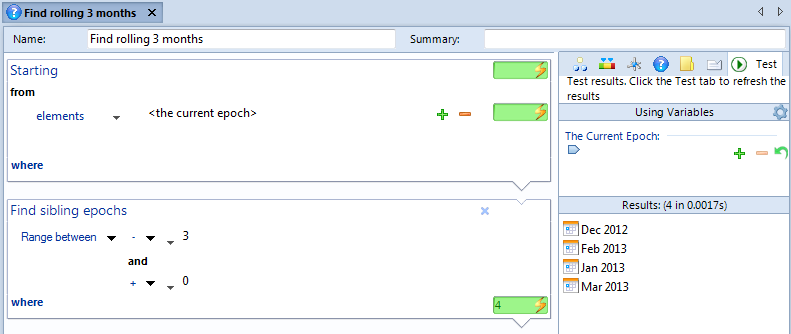 Find rolling 3 months
Name: Find rolling 3 months Summary:
Starting
from
elements <the current epoch>
where
Find sibling epochs
Range between - 3
and
+ 0
where
4
Test
Test results. Click the Test tab to refresh the
results
Using Variables
The Current Epoch:
Results: (4 in 0.0017s)
Dec 2012
Feb 2013
Jan 2013
Mar 2013